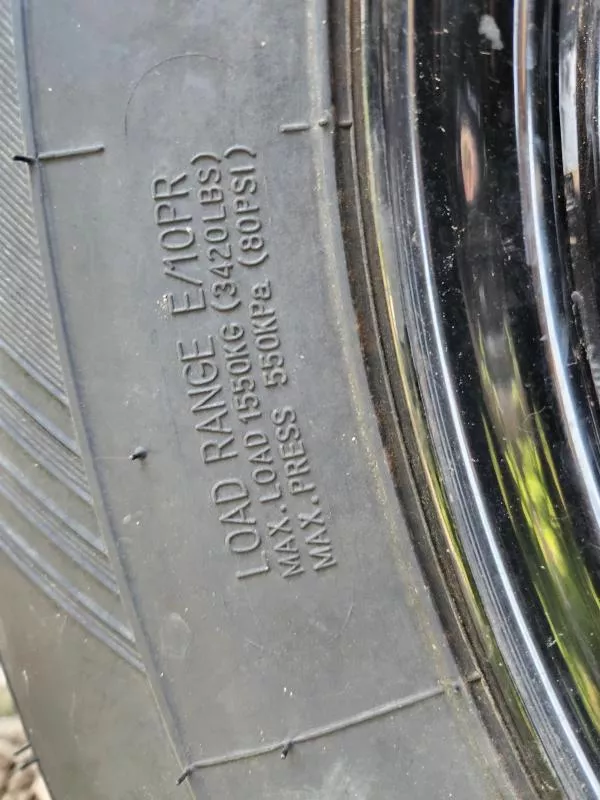 LOAD RANGE E/10PR
MAX.LOAD 1550KG (3420LBS)
MAX.PRESS 550KPa. (80PSI)